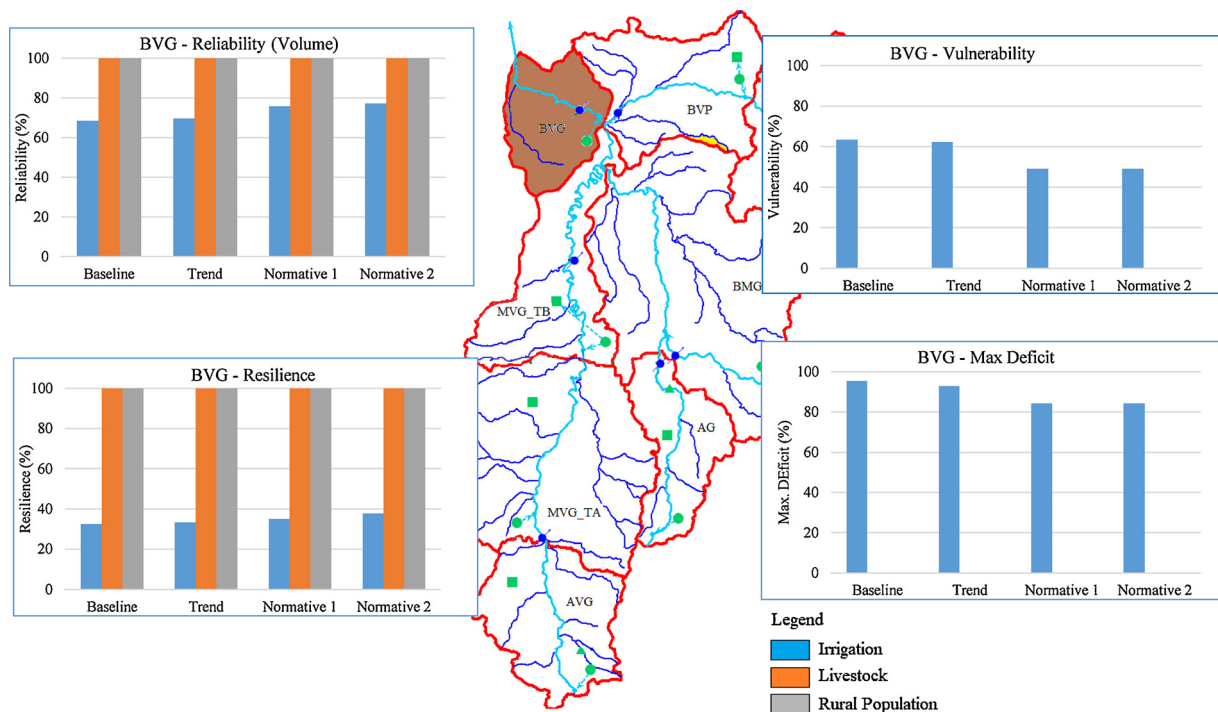 BVG - Reliability (Volume)
Reliability (%)
100
80
60
40
20
0
Baseline
Trend
Normative 1
Normative 2
BVG - Vulnerability
Vulnerability (%)
100
80
60
40
20
0
Baseline
Trend
Normative 1
Normative 2
BVG
BVP
BMG
MVG_TB
AG
MVG_TA
AVG
BVG - Resilience
Resilience (%)
100
80
60
40
20
0
Baseline
Trend
Normative 1
Normative 2
BVG - Max Deficit
Max. DEficit (%)
100
80
60
40
20
0
Baseline
Trend
Normative 1
Normative 2
Legend
Irrigation
Livestock
Rural Population